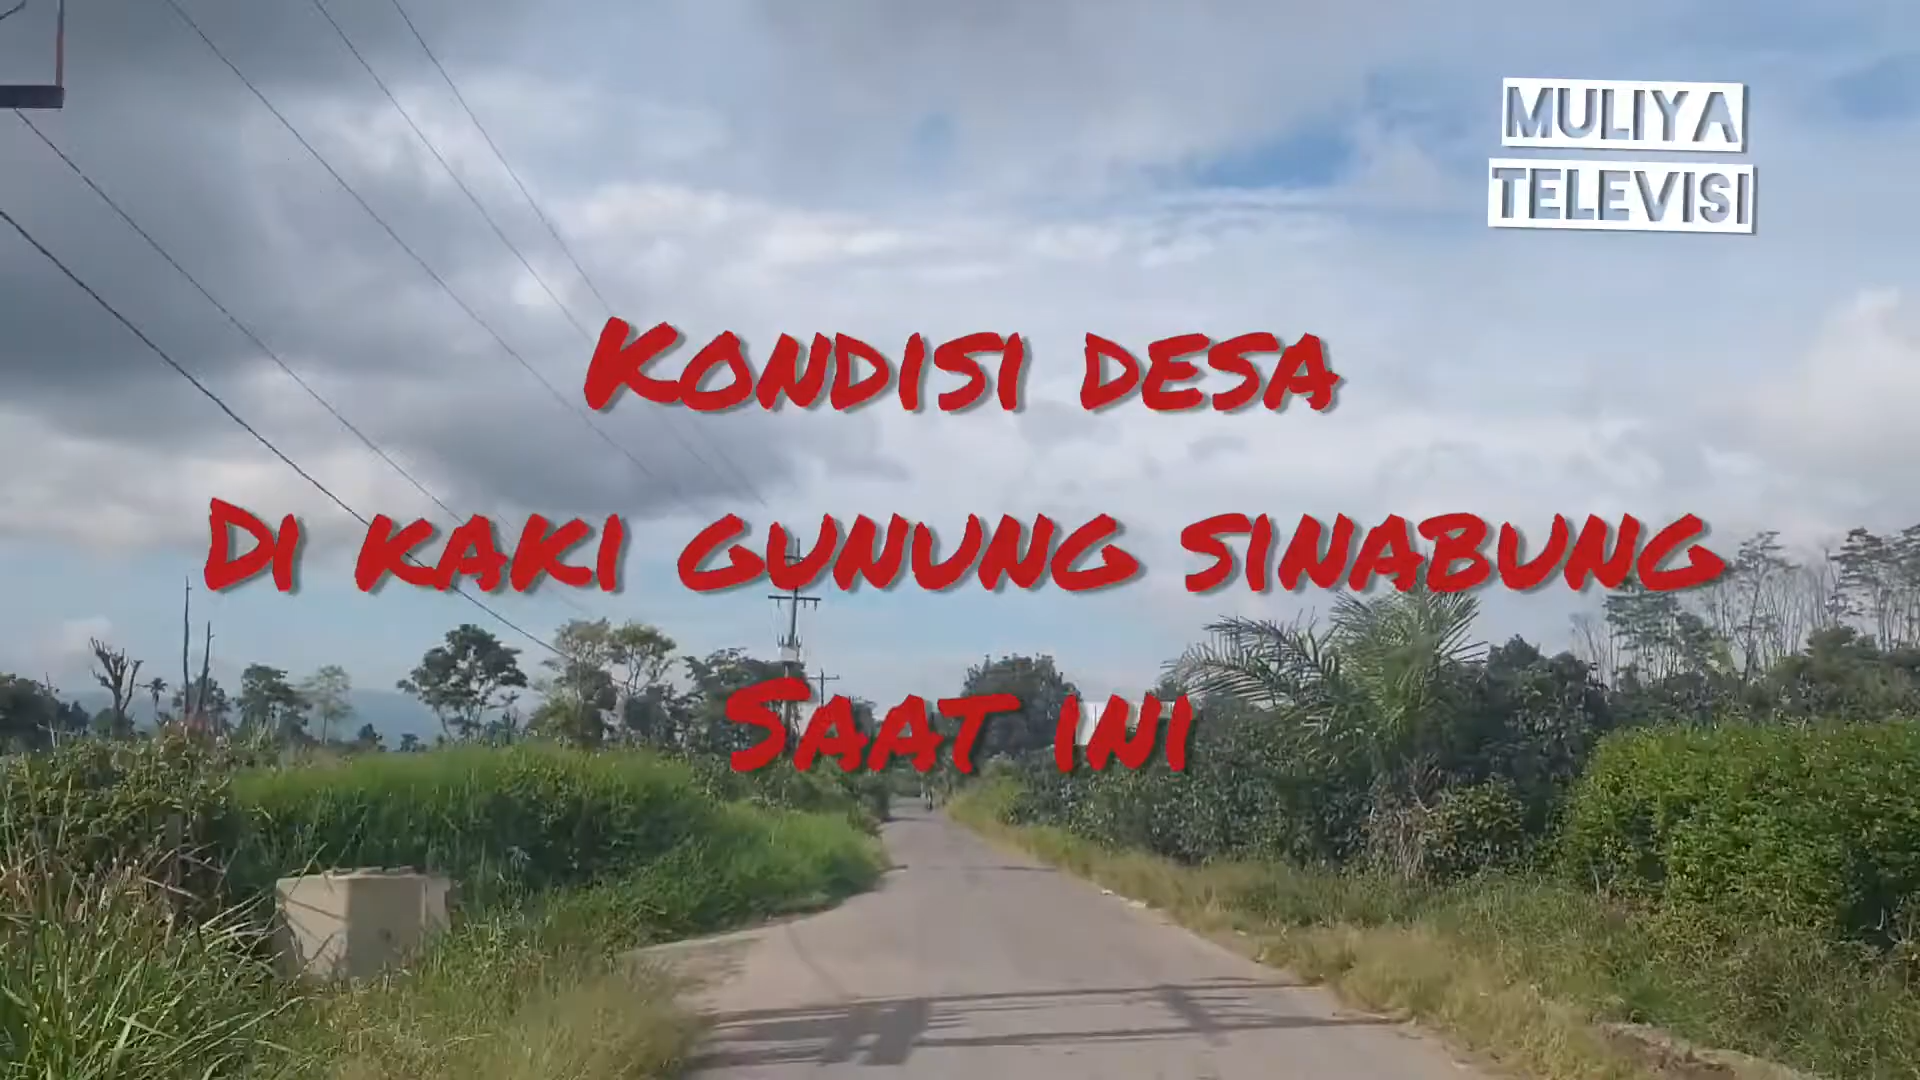 MULIYA
TELEVISI
Kondisi desa
Di kaki gunung sinabung
Saat ini